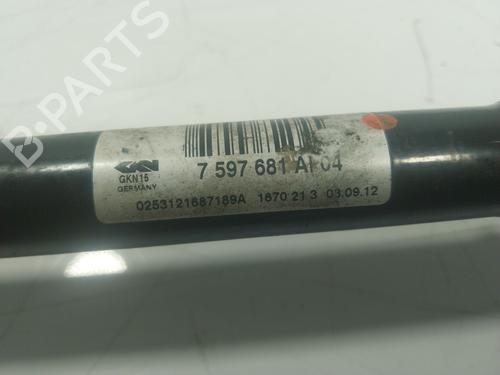 GKN
7 597 681 AI 04
GKN15
GERMANY
0253121687189A 1670 21 3 03.09.12
B-PARTS